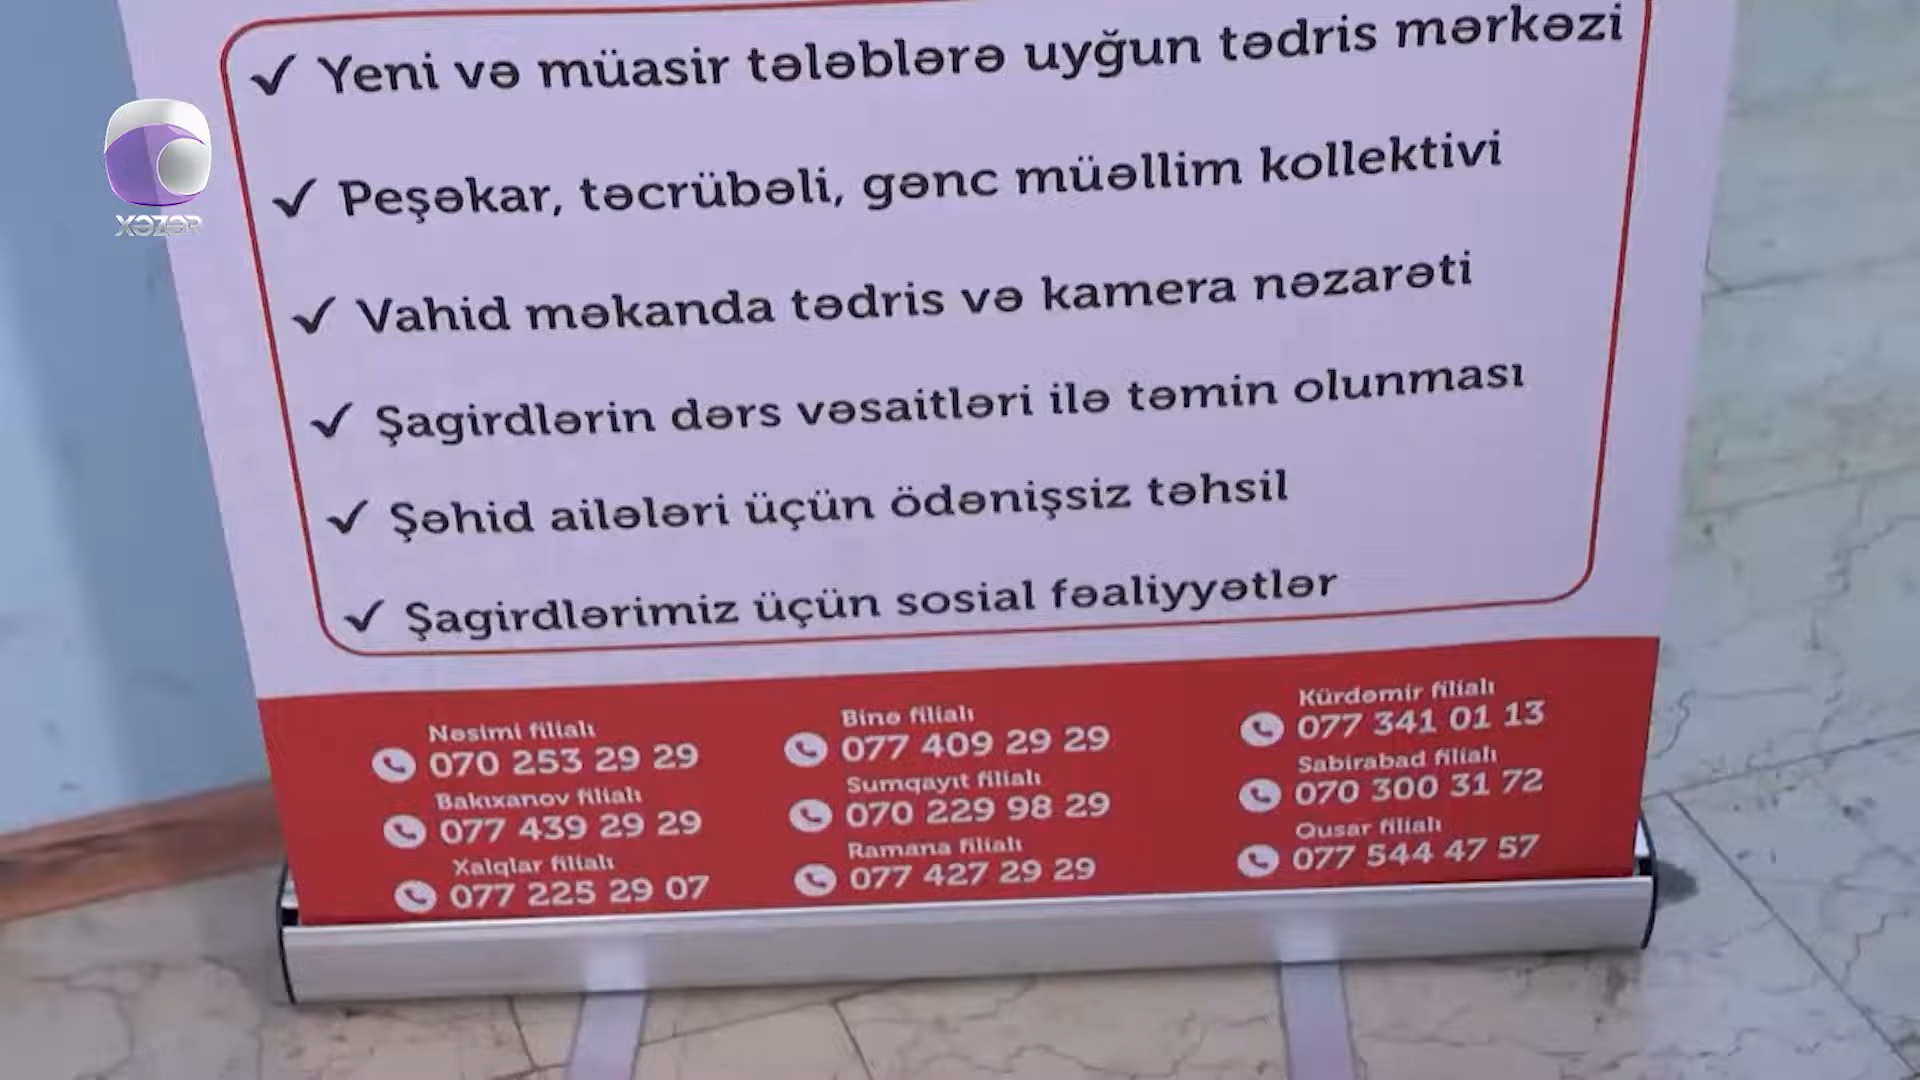 Yeni və müasir tələblərə uyğun tədris mərkəzi
XƏZƏR
Peşəkar, təcrübəli, gənc müəllim kollektivi
Vahid məkanda tədris və kamera nəzarəti
Şagirdlərin dərs vəsaitləri ilə təmin olunması
Şəhid ailələri üçün ödənişsiz təhsil
Şagirdlərimiz üçün sosial fəaliyyətlər
Nəsimi filialı
070 253 29 29
Bakıxanov filialı
077 439 29 29
Xalqlar filialı
077 225 29 07
Binə filialı
077 409 29 29
Sumqayıt filialı
070 229 98 29
Ramana filialı
077 427 29 29
Kürdəmir filialı
077 341 01 13
Sabirabad filialı
070 300 31 72
Qusar filialı
077 544 47 57